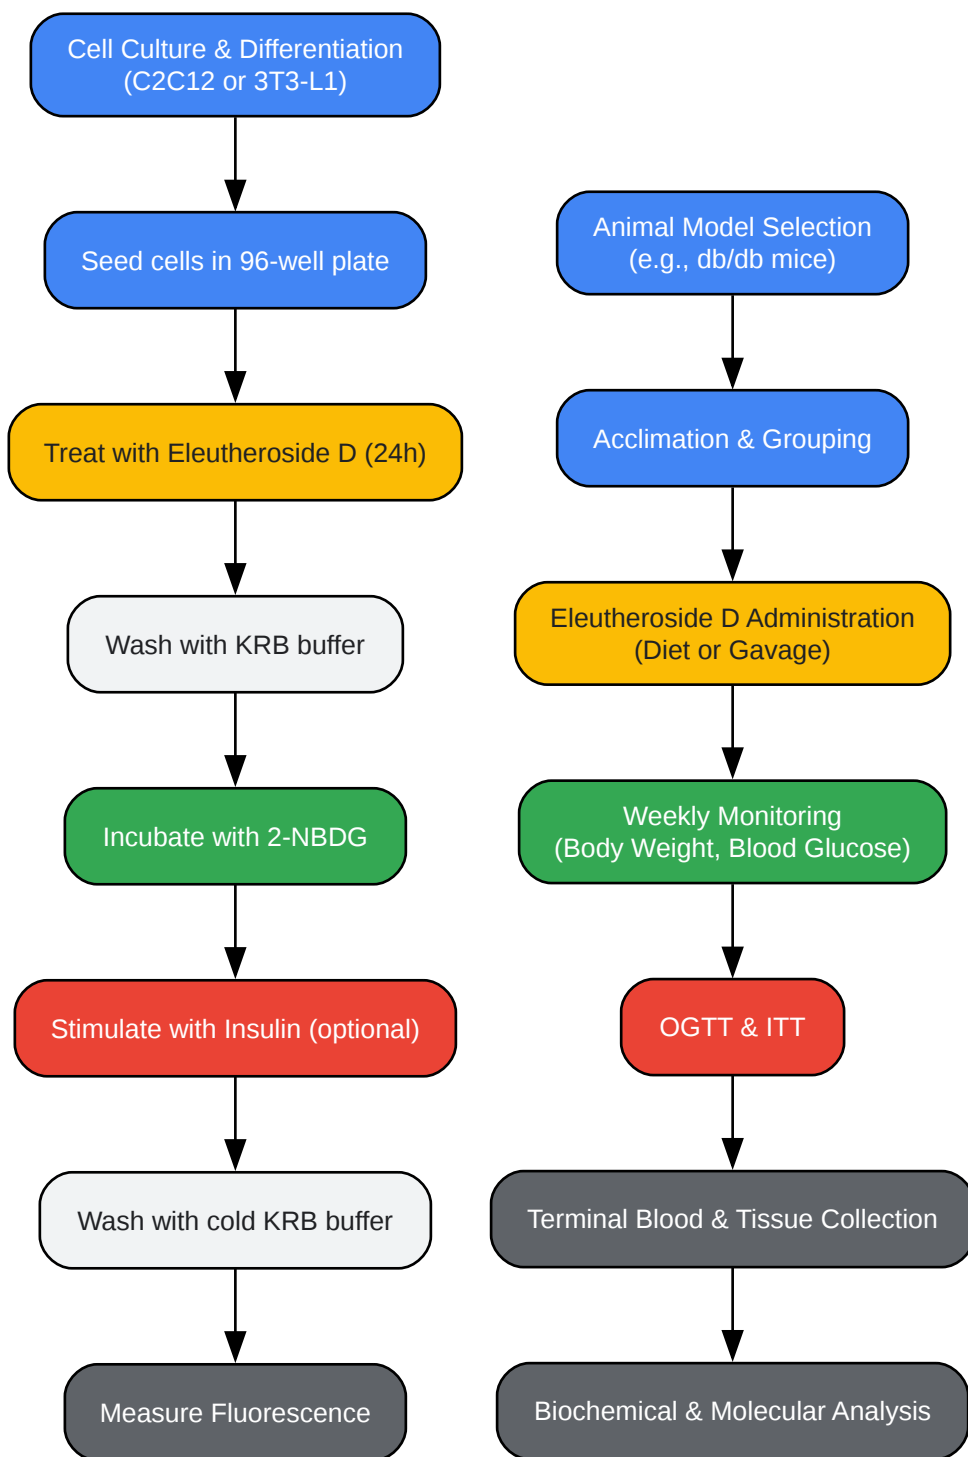 Cell Culture & Differentiation
(C2C12 or 3T3-L1)
Seed cells in 96-well plate
Treat with Eleutheroside D (24h)
Wash with KRB buffer
Incubate with 2-NBDG
Stimulate with Insulin (optional)
Wash with cold KRB buffer
Measure Fluorescence
Animal Model Selection
(e.g., db/db mice)
Acclimation & Grouping
Eleutheroside D Administration
(Diet or Gavage)
Weekly Monitoring
(Body Weight, Blood Glucose)
OGTT & ITT
Terminal Blood & Tissue Collection
Biochemical & Molecular Analysis